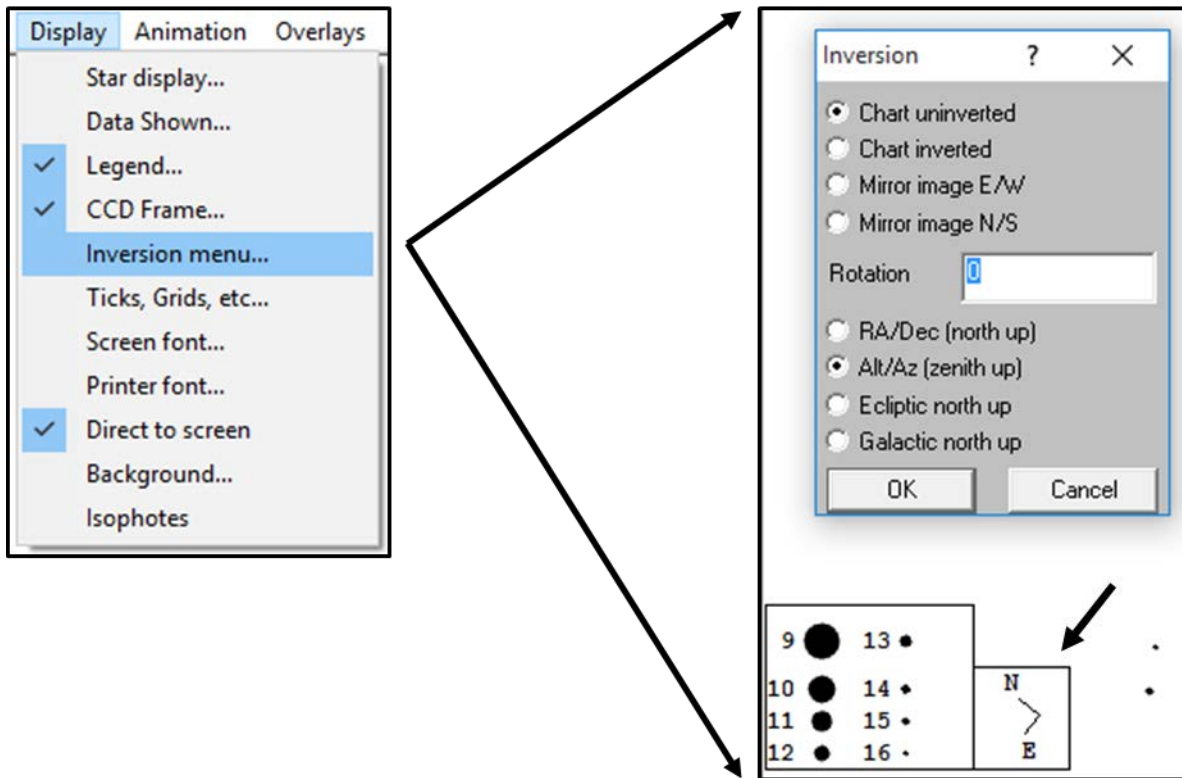 Display Animation Overlays
Star display...
Data Shown...
Legend...
CCD Frame...
Inversion menu...
Ticks, Grids, etc...
Screen font...
Printer font...
Direct to screen
Background...
Isophotes
Inversion ?
Chart uninverted
Chart inverted
Mirror image E/W
Mirror image N/S
Rotation 0
RA/Dec (north up)
Alt/Az (zenith up)
Ecliptic north up
Galactic north up
OK Cancel
9 13
10 14 N
11 15
12 16 E